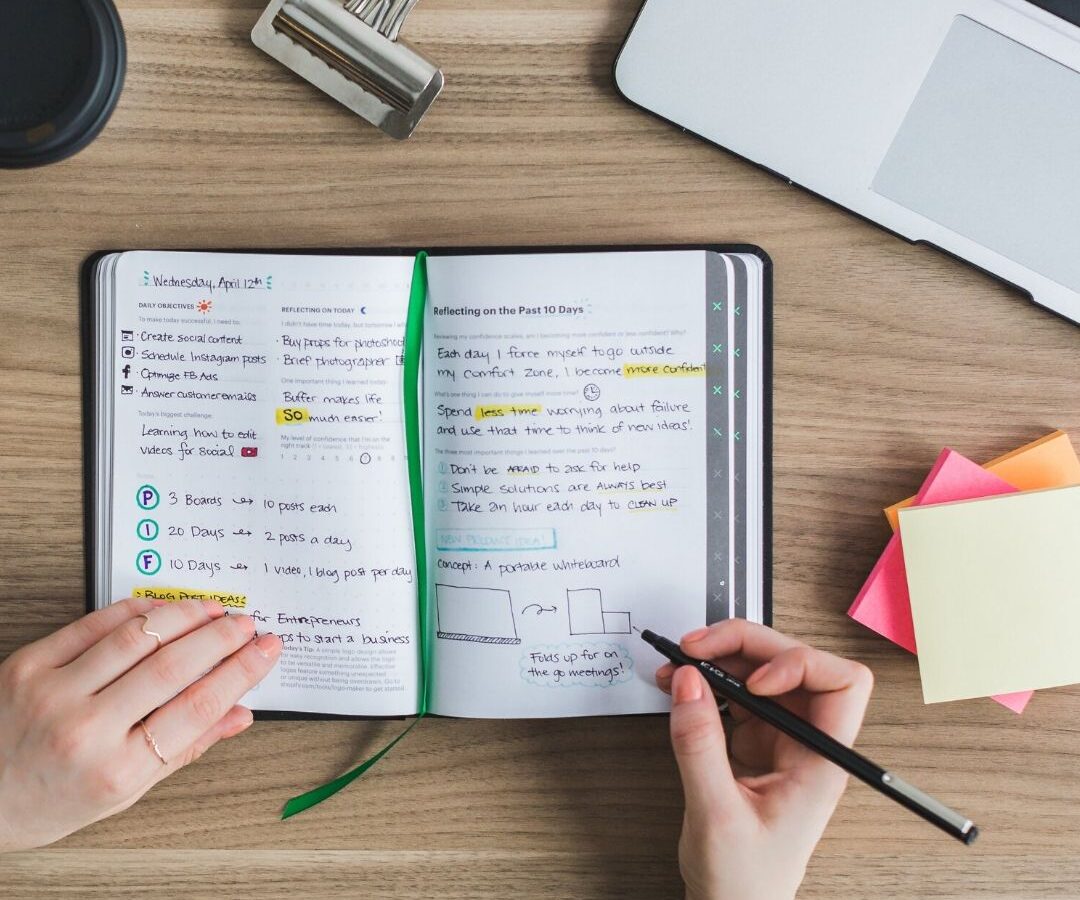 Wednesday, April 12th
DAILY OBJECTIVES
To make today successful, I need to:
· Create social content
· Schedule Instagram posts
f · Optimize FB Ads
· Answer customer emails
Today's biggest challenge:
Learning how to edit
videos for social
P 3 Boards → 10 posts each
I 20 Days → 2 posts a day
F 10 Days → 1 video, 1 blog post per day
BLOG POST IDEAS
for Entrepreneurs
to start a business
REFLECTING ON TODAY
I didn't have time today, but tomorrow I will
· Buy props for photoshoot
· Brief photographer
One important thing I learned today:
Buffer makes life
SO much easier!
My level of confidence that I'm on the
right track (1 = lowest, 10 = highest)
1 2 3 4 5 6 7 8 9
Today's Tip: A simple logo design allows
for easy recognition and allows the logo
to be versatile and memorable. Effective
logos feature something unexpected
or unique without being overdrawn. Go to
shopify.com/tools/logo-maker to get started.
Reflecting on the Past 10 Days
Reviewing my confidence scales, am I becoming more confident or less confident? Why?
Each day I force myself to go outside
my comfort zone, I become more confident
What's one thing I can do to give myself more time?
Spend less time worrying about failure
and use that time to think of new ideas!
The three most important things I learned over the past 10 days:
1 Don't be AFRAID to ask for help
2 Simple solutions are ALWAYS best
3 Take an hour each day to CLEAN UP
NEW PRODUCT IDEA!
Concept: A portable whiteboard
Folds up for on
the go meetings!